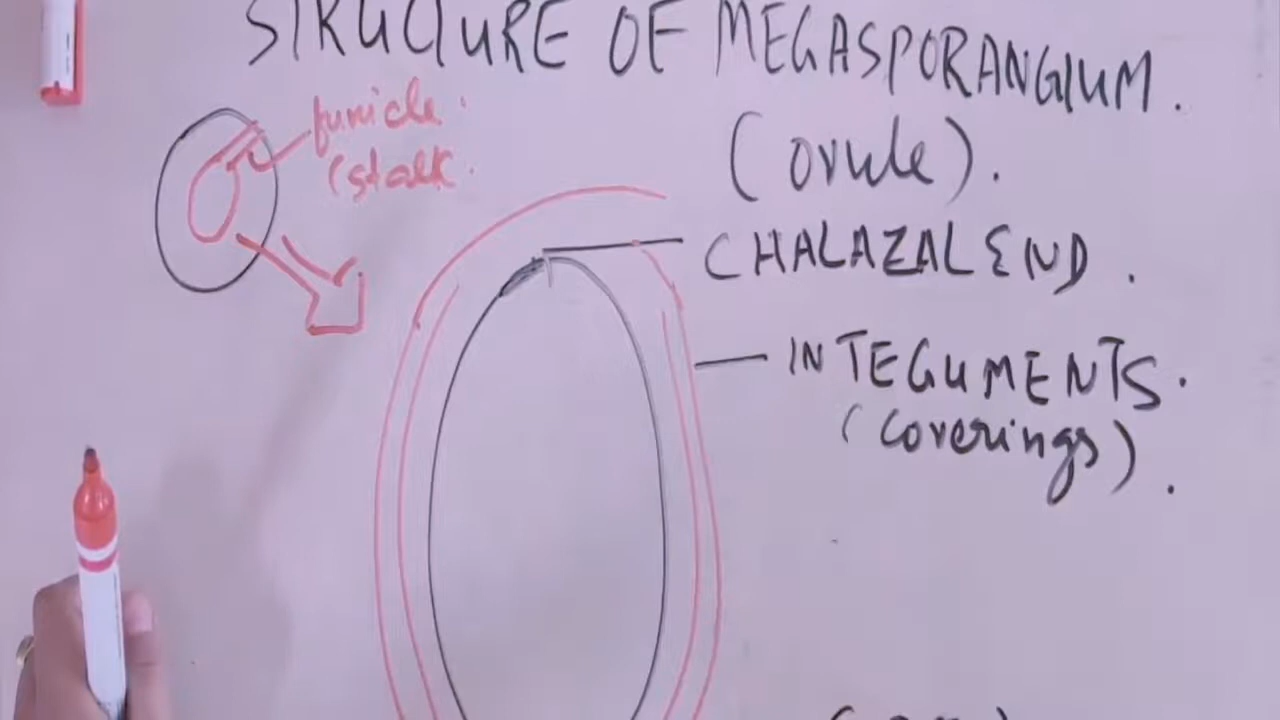 STRUCTURE OF MEGASPORANGIUM.
(ovule).
funicle.
(stalk.
CHALAZAL END.
INTEGUMENTS.
(coverings).